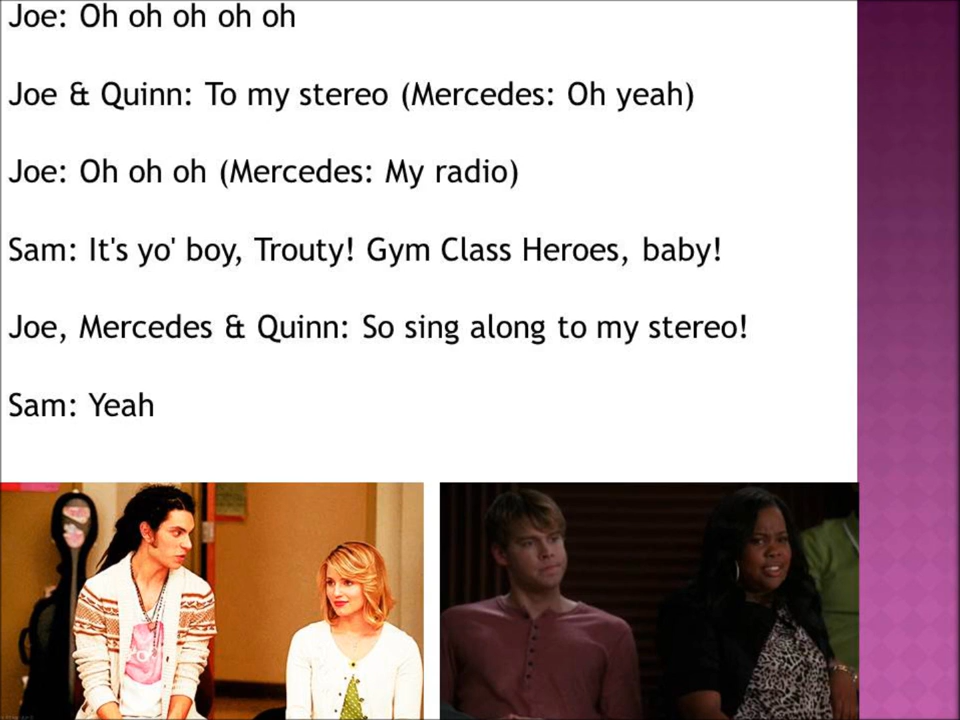 Joe: Oh oh oh oh oh
Joe & Quinn: To my stereo (Mercedes: Oh yeah)
Joe: Oh oh oh (Mercedes: My radio)
Sam: It's yo' boy, Trouty! Gym Class Heroes, baby!
Joe, Mercedes & Quinn: So sing along to my stereo!
Sam: Yeah